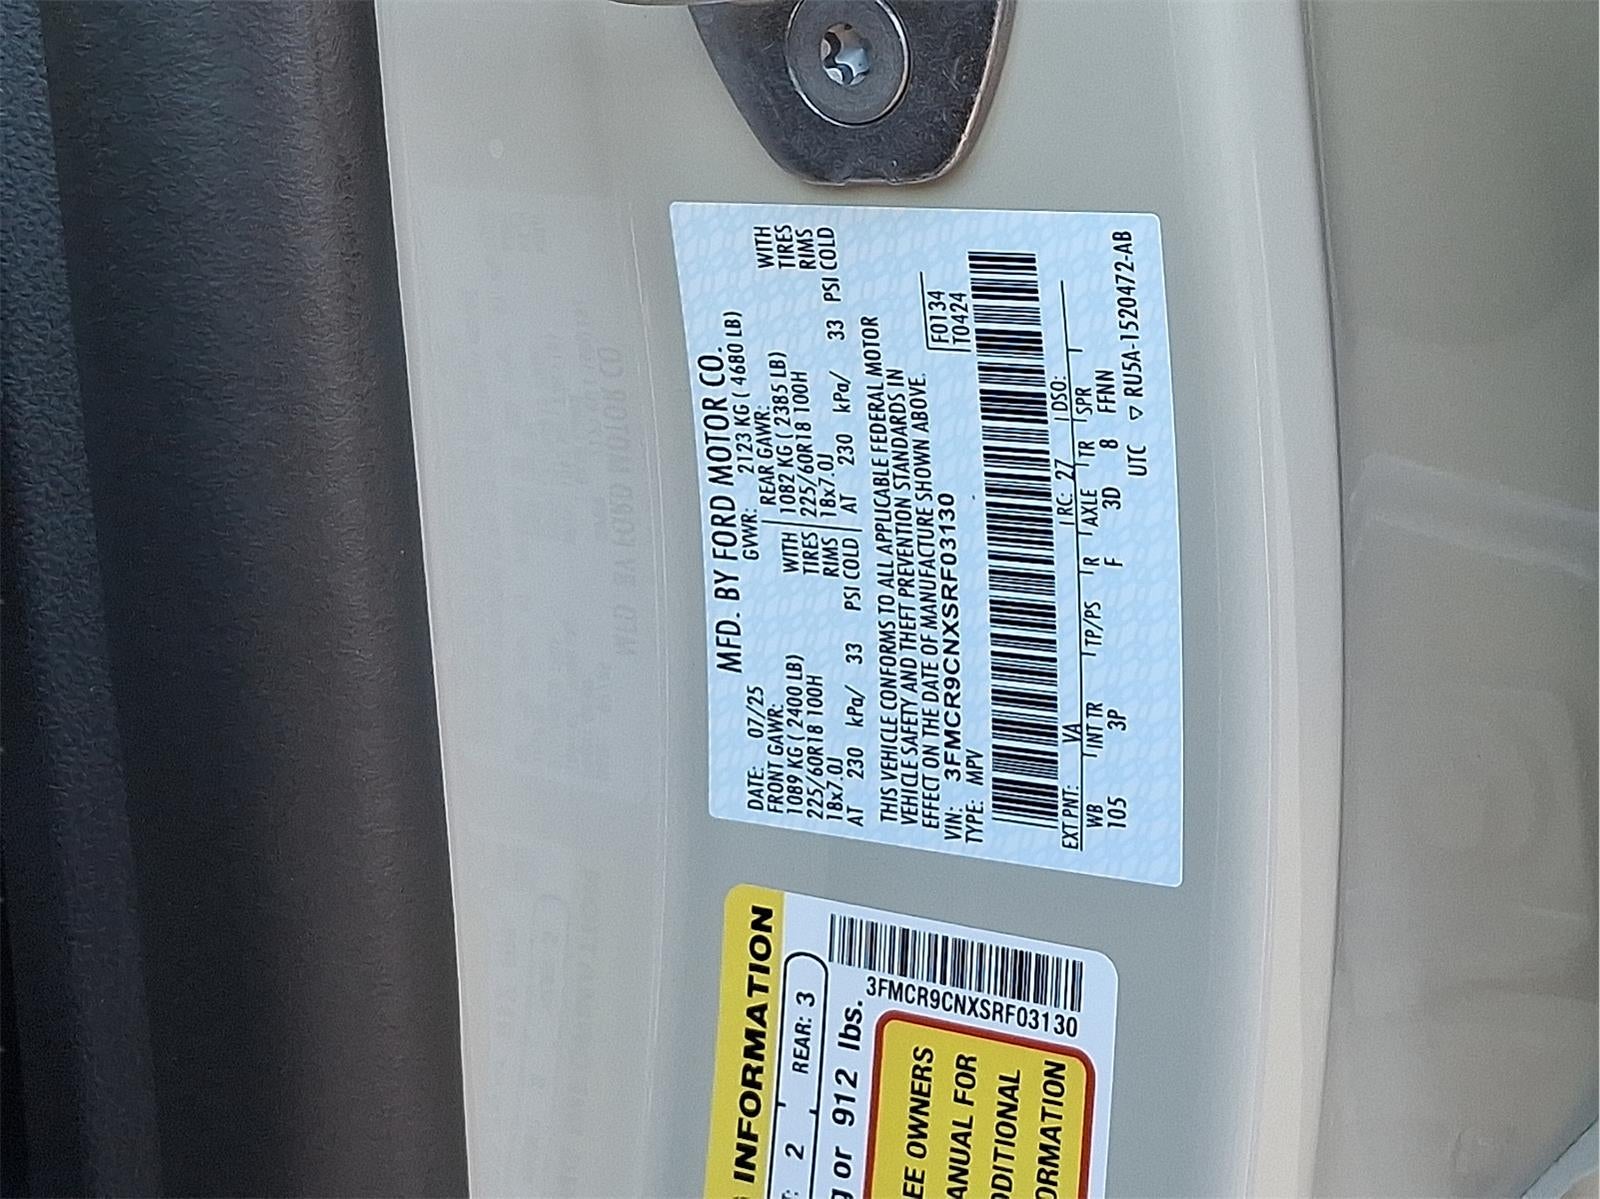 MFD. BY FORD MOTOR CO.
DATE: 07/25 GVWR: 2123 KG ( 4680 LB)
FRONT GAWR: REAR GAWR:
1089 KG ( 2400 LB) WITH 1082 KG ( 2385 LB) WITH
225/60R18 100H TIRES 225/60R18 100H TIRES
18x7.0J RIMS 18x7.0J RIMS
AT 230 kPa/ 33 PSI COLD AT 230 kPa/ 33 PSI COLD
THIS VEHICLE CONFORMS TO ALL APPLICABLE FEDERAL MOTOR
VEHICLE SAFETY AND THEFT PREVENTION STANDARDS IN
EFFECT ON THE DATE OF MANUFACTURE SHOWN ABOVE.
VIN: 3FMCR9CNXSRF03130 F0134
TYPE: MPV T0424
EXT PNT: VA RC: 27 DSO:
WB INT TR TP/PS R AXLE TR SPR
105 3P F 3D 8 FFNN
UTC ▽ RU5A-1520472-AB
INFORMATION
2 REAR: 3
or 912 lbs.
3FMCR9CNXSRF03130
OWNERS
FOR